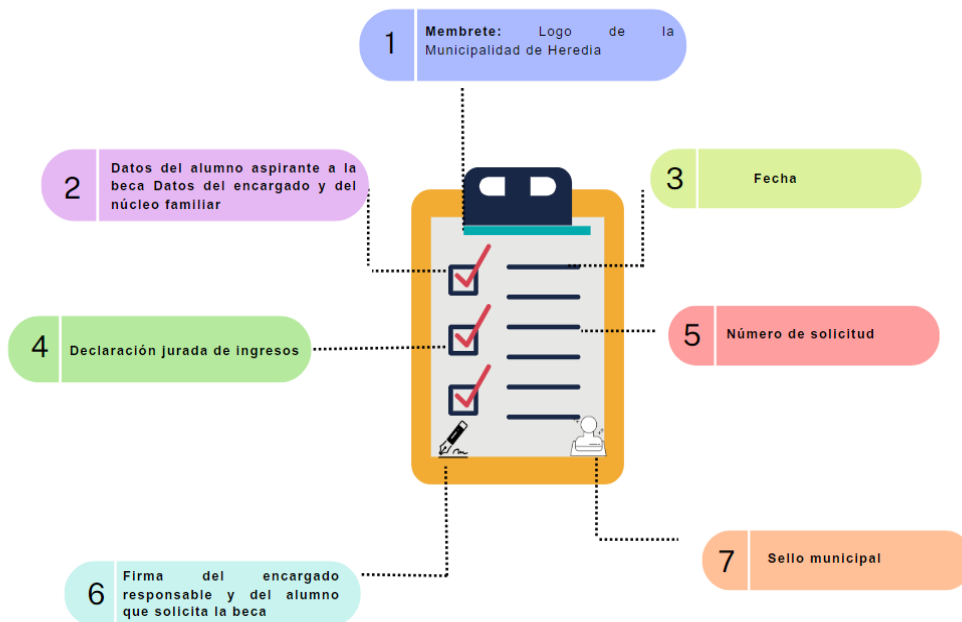 1
Membrete: Logo de la
Municipalidad de Heredia
2
Datos del alumno aspirante a la
beca Datos del encargado y del
núcleo familiar
3
Fecha
4
Declaración jurada de ingresos
5
Número de solicitud
6
Firma del encargado
responsable y del alumno
que solicita la beca
7
Sello municipal